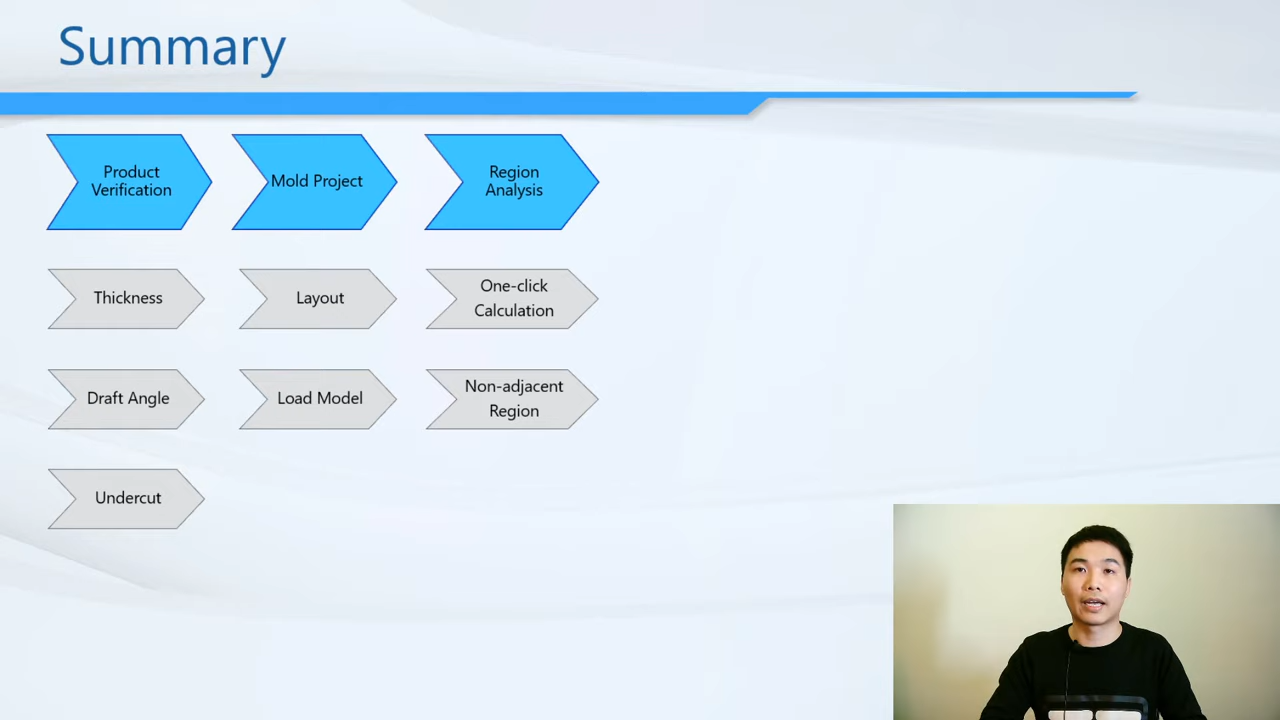 Summary
Product
Verification
Mold Project
Region
Analysis
Thickness
Layout
One-click
Calculation
Draft Angle
Load Model
Non-adjacent
Region
Undercut